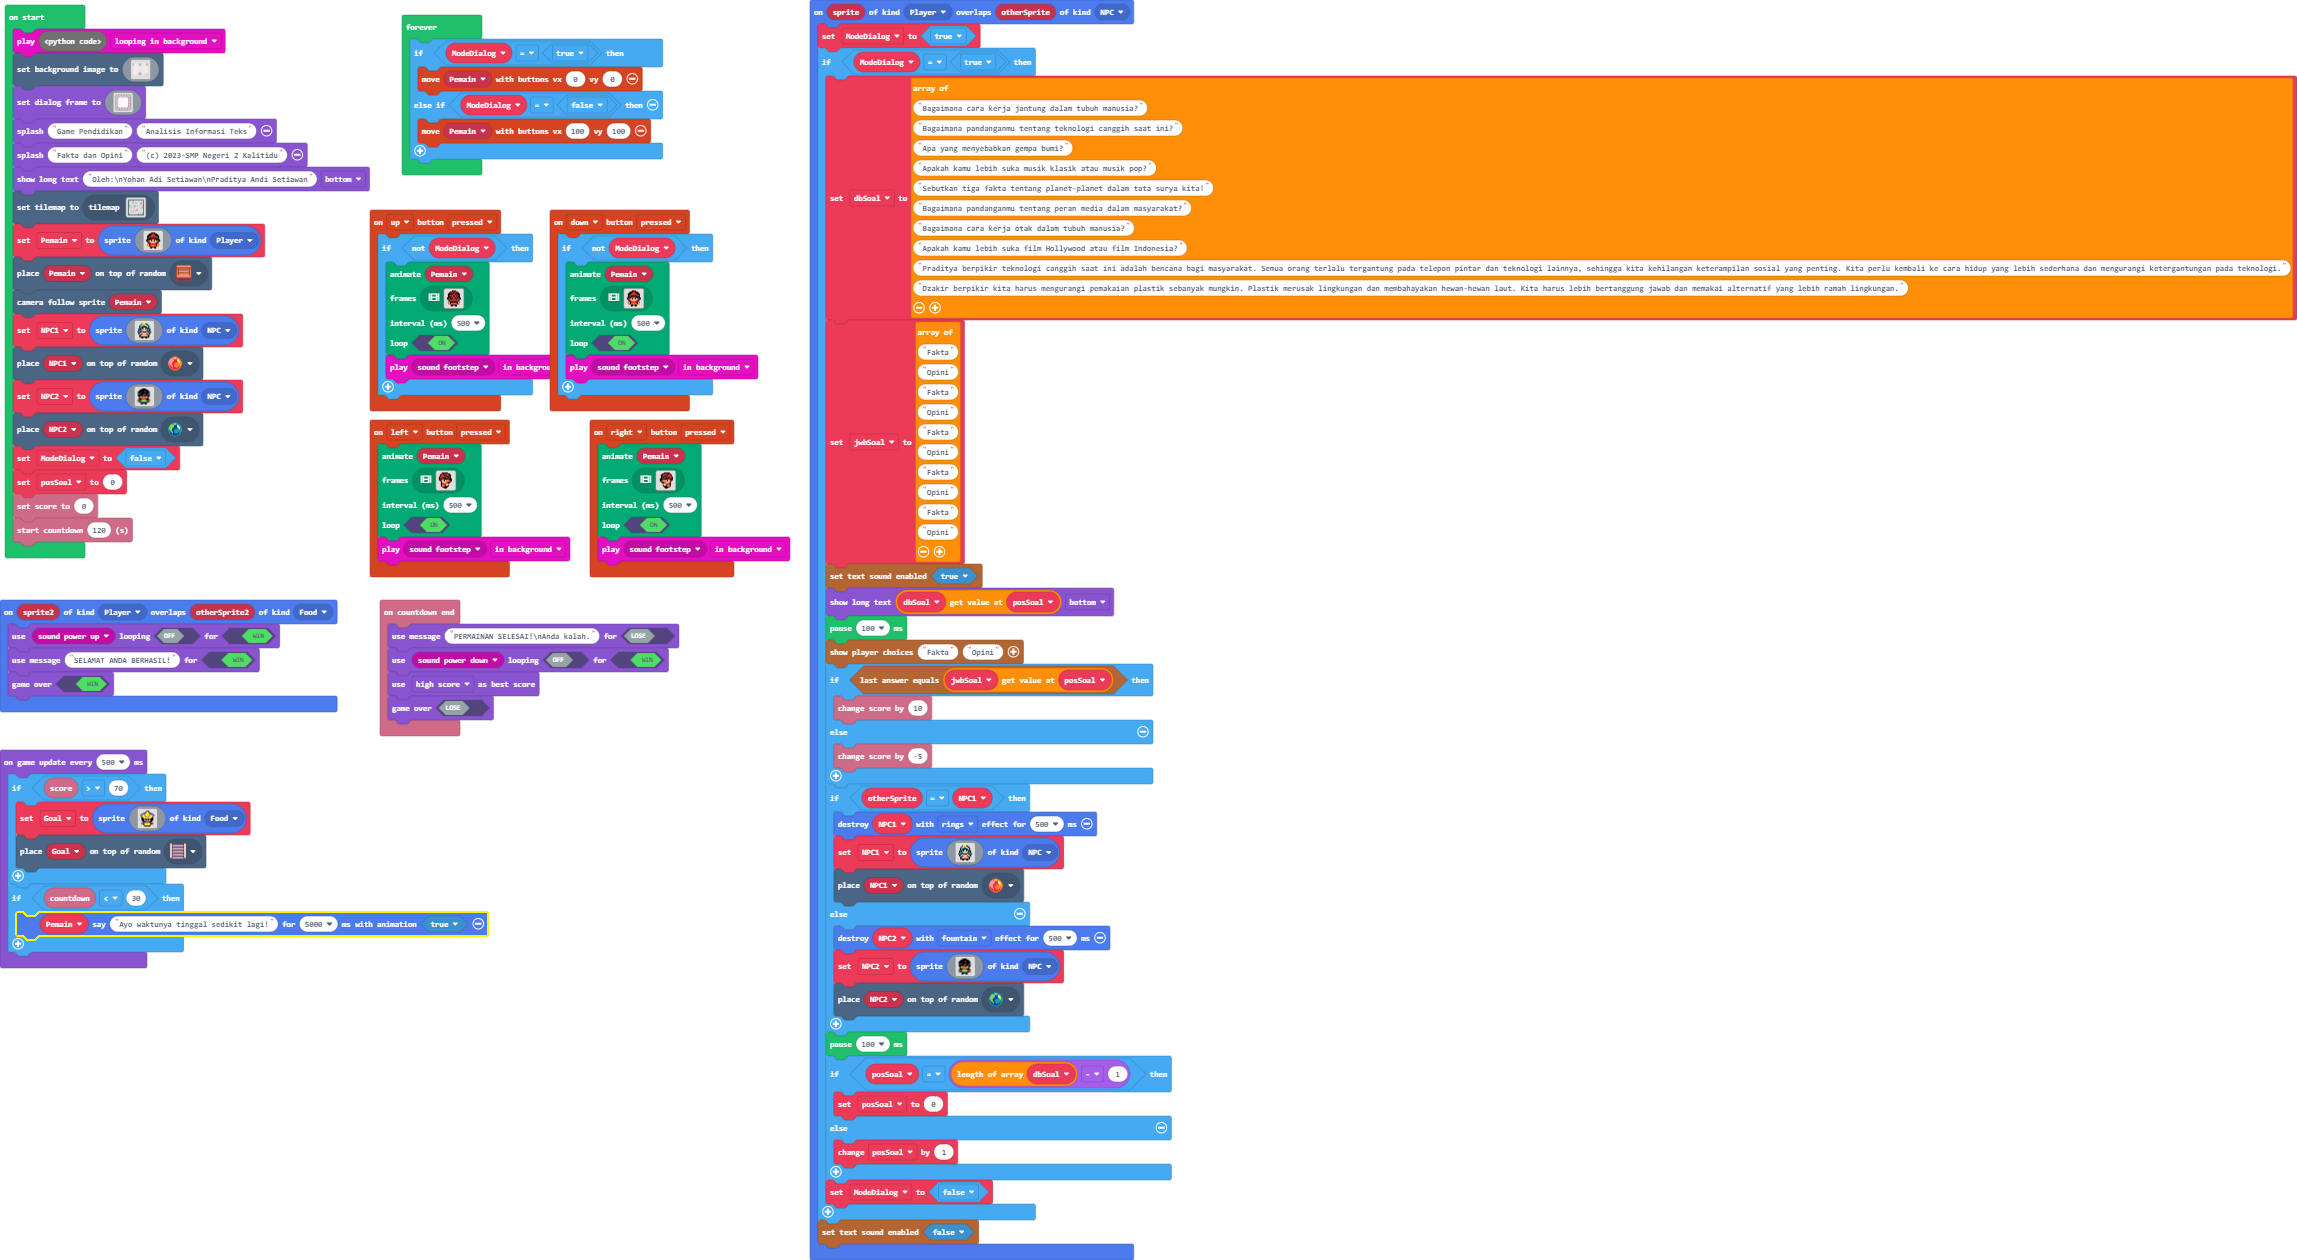 on start
play <python code> looping in background
set background image to
set dialog frame to
splash "Game Pendidikan" "Analisis Informasi Teks"
splash "Fakta dan Opini" "(c) 2023-SMP Negeri 2 Kalitidu"
show long text "Oleh:\nYohan Adi Setiawan\nPraditya Andi Setiawan" bottom
set tilemap to tilemap
set Pemain to sprite of kind Player
place Pemain on top of random
camera follow sprite Pemain
set NPC1 to sprite of kind NPC
place NPC1 on top of random
set NPC2 to sprite of kind NPC
place NPC2 on top of random
set ModeDialog to false
set posSoal to 0
set score to 0
start countdown 120 (s)
forever
if ModeDialog = true then
move Pemain with buttons vx 0 vy 0
else if ModeDialog = false then
move Pemain with buttons vx 100 vy 100
on up button pressed
if not ModeDialog then
animate Pemain
frames
interval (ms) 500
loop ON
play sound footstep in backgrou
on down button pressed
if not ModeDialog then
animate Pemain
frames
interval (ms) 500
loop ON
play sound footstep in background
on left button pressed
animate Pemain
frames
interval (ms) 500
loop ON
play sound footstep in background
on right button pressed
animate Pemain
frames
interval (ms) 500
loop ON
play sound footstep in background
on sprite2 of kind Player overlaps otherSprite2 of kind Food
use sound power up looping OFF for WIN
use message "SELAMAT ANDA BERHASIL!" for WIN
game over WIN
on countdown end
use message "PERMAINAN SELESAI!\nAnda kalah." for LOSE
use sound power down looping OFF for WIN
use high score as best score
game over LOSE
on game update every 500 ms
if score > 70 then
set Goal to sprite of kind Food
place Goal on top of random
if countdown < 30 then
Pemain say "Ayo waktunya tinggal sedikit lagi!" for 5000 ms with animation true
on sprite of kind Player overlaps otherSprite of kind NPC
set ModeDialog to true
if ModeDialog = true then
set dbSoal to array of
"Bagaimana cara kerja jantung dalam tubuh manusia?"
"Bagaimana pandanganmu tentang teknologi canggih saat ini?"
"Apa yang menyebabkan gempa bumi?"
"Apakah kamu lebih suka musik klasik atau musik pop?"
"Sebutkan tiga fakta tentang planet-planet dalam tata surya kita!"
"Bagaimana pandanganmu tentang peran media dalam masyarakat?"
"Bagaimana cara kerja otak dalam tubuh manusia?"
"Apakah kamu lebih suka film Hollywood atau film Indonesia?"
"Praditya berpikir teknologi canggih saat ini adalah bencana bagi masyarakat. Semua orang terlalu tergantung pada telepon pintar dan teknologi lainnya, sehingga kita kehilangan keterampilan sosial yang penting. Kita perlu kembali ke cara hidup yang lebih sederhana dan mengurangi ketergantungan pada teknologi."
"Dzakir berpikir kita harus mengurangi pemakaian plastik sebanyak mungkin. Plastik merusak lingkungan dan membahayakan hewan-hewan laut. Kita harus lebih bertanggung jawab dan memakai alternatif yang lebih ramah lingkungan."
set jwbSoal to array of
"Fakta"
"Opini"
"Fakta"
"Opini"
"Fakta"
"Opini"
"Fakta"
"Opini"
"Fakta"
"Opini"
set text sound enabled true
show long text dbSoal get value at posSoal bottom
pause 100 ms
show player choices "Fakta" "Opini"
if last answer equals jwbSoal get value at posSoal then
change score by 10
else
change score by -5
if otherSprite = NPC1 then
destroy NPC1 with rings effect for 500 ms
set NPC1 to sprite of kind NPC
place NPC1 on top of random
else
destroy NPC2 with fountain effect for 500 ms
set NPC2 to sprite of kind NPC
place NPC2 on top of random
pause 100 ms
if posSoal = length of array dbSoal - 1 then
set posSoal to 0
else
change posSoal by 1
set ModeDialog to false
set text sound enabled false